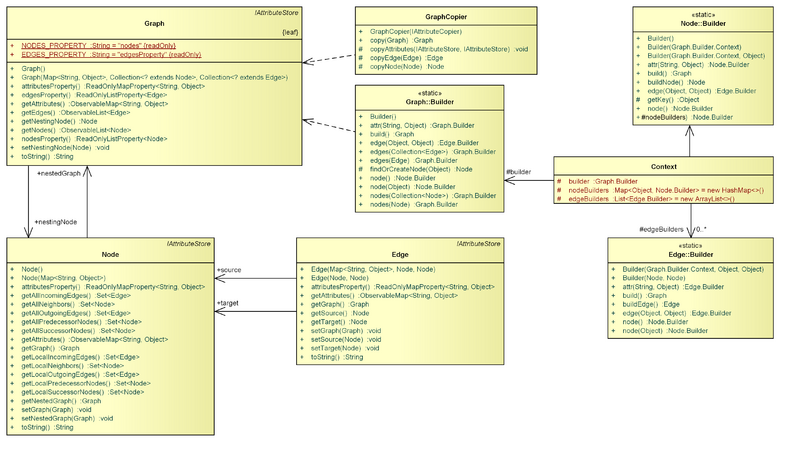 IAttributeStore
Graph
{leaf}
+ NODES_PROPERTY :String = "nodes" {readOnly}
+ EDGES_PROPERTY :String = "edgesProperty" {readOnly}
+ Graph()
+ Graph(Map<String, Object>, Collection<? extends Node>, Collection<? extends Edge>)
+ attributesProperty() :ReadOnlyMapProperty<String, Object>
+ edgesProperty() :ReadOnlyListProperty<Edge>
+ getAttributes() :ObservableMap<String, Object>
+ getEdges() :ObservableList<Edge>
+ getNestingNode() :Node
+ getNodes() :ObservableList<Node>
+ nodesProperty() :ReadOnlyListProperty<Node>
+ setNestingNode(Node) :void
+ toString() :String
GraphCopier
+ GraphCopier(IAttributeCopier)
+ copy(Graph) :Graph
# copyAttributes(IAttributeStore, IAttributeStore) :void
# copyEdge(Edge) :Edge
# copyNode(Node) :Node
«static»
Graph::Builder
+ Builder()
+ attr(String, Object) :Graph.Builder
+ build() :Graph
+ edge(Object, Object) :Edge.Builder
+ edges(Collection<Edge>) :Graph.Builder
+ edges(Edge) :Graph.Builder
# findOrCreateNode(Object) :Node
+ node() :Node.Builder
+ node(Object) :Node.Builder
+ nodes(Collection<Node>) :Graph.Builder
+ nodes(Node) :Graph.Builder
«static»
Node::Builder
+ Builder()
+ Builder(Graph.Builder.Context)
+ Builder(Graph.Builder.Context, Object)
+ attr(String, Object) :Node.Builder
+ build() :Graph
+ buildNode() :Node
+ edge(Object, Object) :Edge.Builder
# getKey() :Object
+ node() :Node.Builder
+ #nodeBuilders) :Node.Builder
#builder
Context
# builder :Graph.Builder
# nodeBuilders :Map<Object, Node.Builder> = new HashMap<>()
# edgeBuilders :List<Edge.Builder> = new ArrayList<>()
#edgeBuilders 0..*
«static»
Edge::Builder
+ Builder(Graph.Builder.Context, Object, Object)
+ Builder(Node, Node)
+ attr(String, Object) :Edge.Builder
+ build() :Graph
+ buildEdge() :Edge
+ edge(Object, Object) :Edge.Builder
+ node() :Node.Builder
+ node(Object) :Node.Builder
+nestedGraph
+nestingNode
IAttributeStore
Node
+ Node()
+ Node(Map<String, Object>)
+ attributesProperty() :ReadOnlyMapProperty<String, Object>
+ getAllIncomingEdges() :Set<Edge>
+ getAllNeighbors() :Set<Node>
+ getAllOutgoingEdges() :Set<Edge>
+ getAllPredecessorNodes() :Set<Node>
+ getAllSuccessorNodes() :Set<Node>
+ getAttributes() :ObservableMap<String, Object>
+ getGraph() :Graph
+ getLocalIncomingEdges() :Set<Edge>
+ getLocalNeighbors() :Set<Node>
+ getLocalOutgoingEdges() :Set<Edge>
+ getLocalPredecessorNodes() :Set<Node>
+ getLocalSuccessorNodes() :Set<Node>
+ getNestedGraph() :Graph
+ setGraph(Graph) :void
+ setNestedGraph(Graph) :void
+ toString() :String
+source
+target
IAttributeStore
Edge
+ Edge(Map<String, Object>, Node, Node)
+ Edge(Node, Node)
+ attributesProperty() :ReadOnlyMapProperty<String, Object>
+ getAttributes() :ObservableMap<String, Object>
+ getGraph() :Graph
+ getSource() :Node
+ getTarget() :Node
+ setGraph(Graph) :void
+ setSource(Node) :void
+ setTarget(Node) :void
+ toString() :String